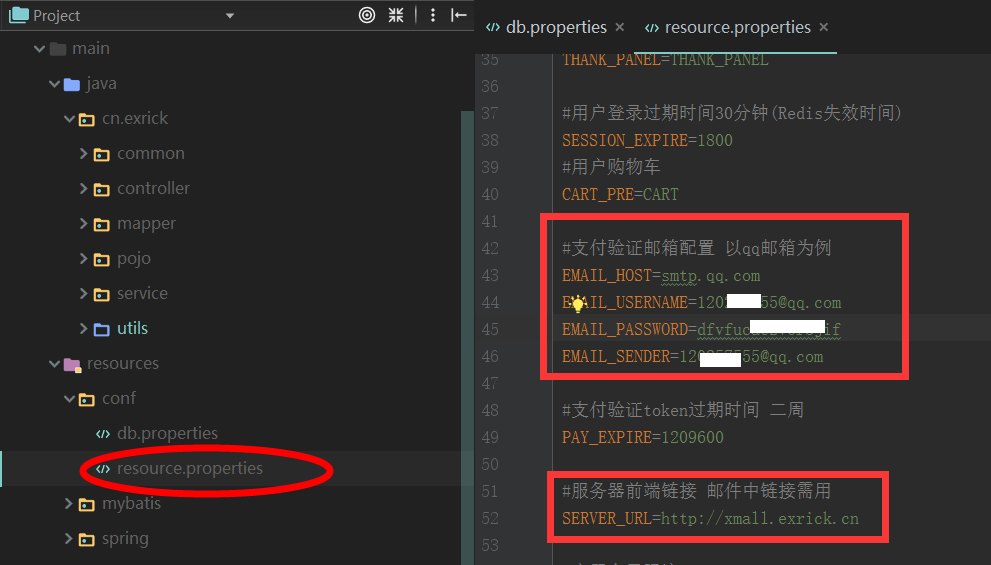 Project
main
java
cn.exrick
common
controller
mapper
pojo
service
utils
resources
conf
db.properties
resource.properties
mybatis
spring
db.properties ×
resource.properties ×
35 THANK_PANEL=THANK_PANEL
36
37 #用户登录过期时间30分钟(Redis失效时间)
38 SESSION_EXPIRE=1800
39 #用户购物车
40 CART_PRE=CART
41
42 #支付验证邮箱配置 以qq邮箱为例
43 EMAIL_HOST=smtp.qq.com
44 EMAIL_USERNAME=120 55@qq.com
45 EMAIL_PASSWORD=
46 EMAIL_SENDER=120 55@qq.com
47
48 #支付验证token过期时间 二周
49 PAY_EXPIRE=1209600
50
51 #服务器前端链接 邮件中链接需用
52 SERVER_URL=http://xmall.exrick.cn
53